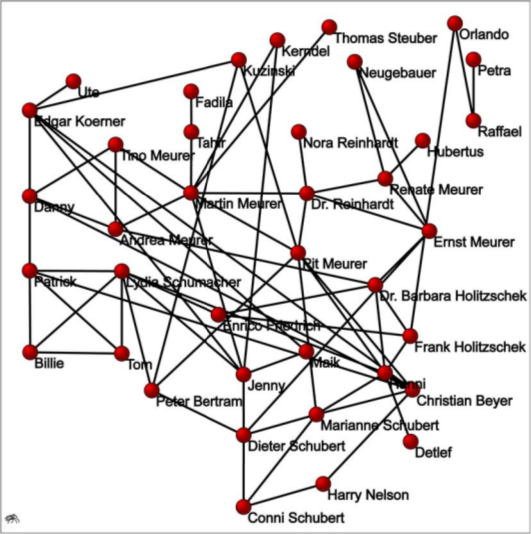 Thomas Steuber
Orlando
Kerndel
Kuzinski
Neugebauer
Petra
Ute
Fadila
Edgar Koerner
Raffael
Tahir
Nora Reinhardt
Hubertus
Tino Meurer
Renate Meurer
Martin Meurer
Dr. Reinhardt
Danny
Andrea Meurer
Ernst Meurer
Rit Meurer
Patrick
Lydia Schumacher
Dr. Barbara Holitzschek
Enrico Friedrich
Frank Holitzschek
Billie
Tom
Maik
Jenny
Peter Bertram
Christian Beyer
Marianne Schubert
Dieter Schubert
Detlef
Harry Nelson
Conni Schubert